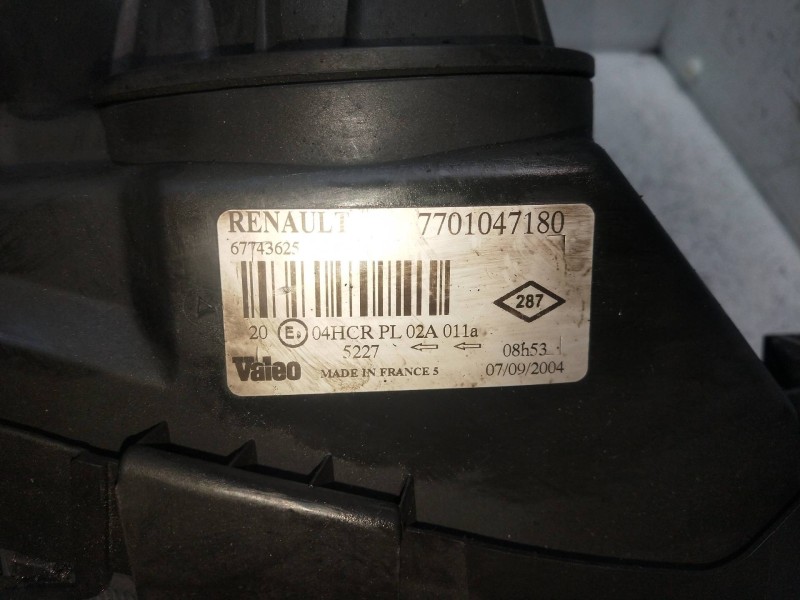 RENAULT 7701047180
67743625
287
20 E 04HCR PL 02A 011a
5227 08h53
Valeo MADE IN FRANCE 5 07/09/2004